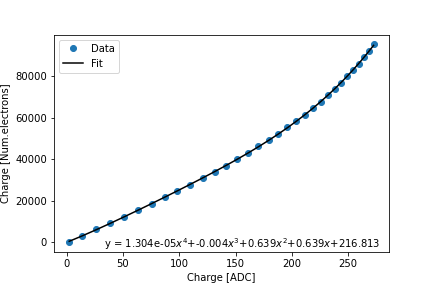 Data
Fit
Charge [Num.electrons]
80000
60000
40000
20000
0
y = 1.304e-05x⁴+-0.004x³+0.639x²+0.639x+216.813
0 50 100 150 200 250
Charge [ADC]